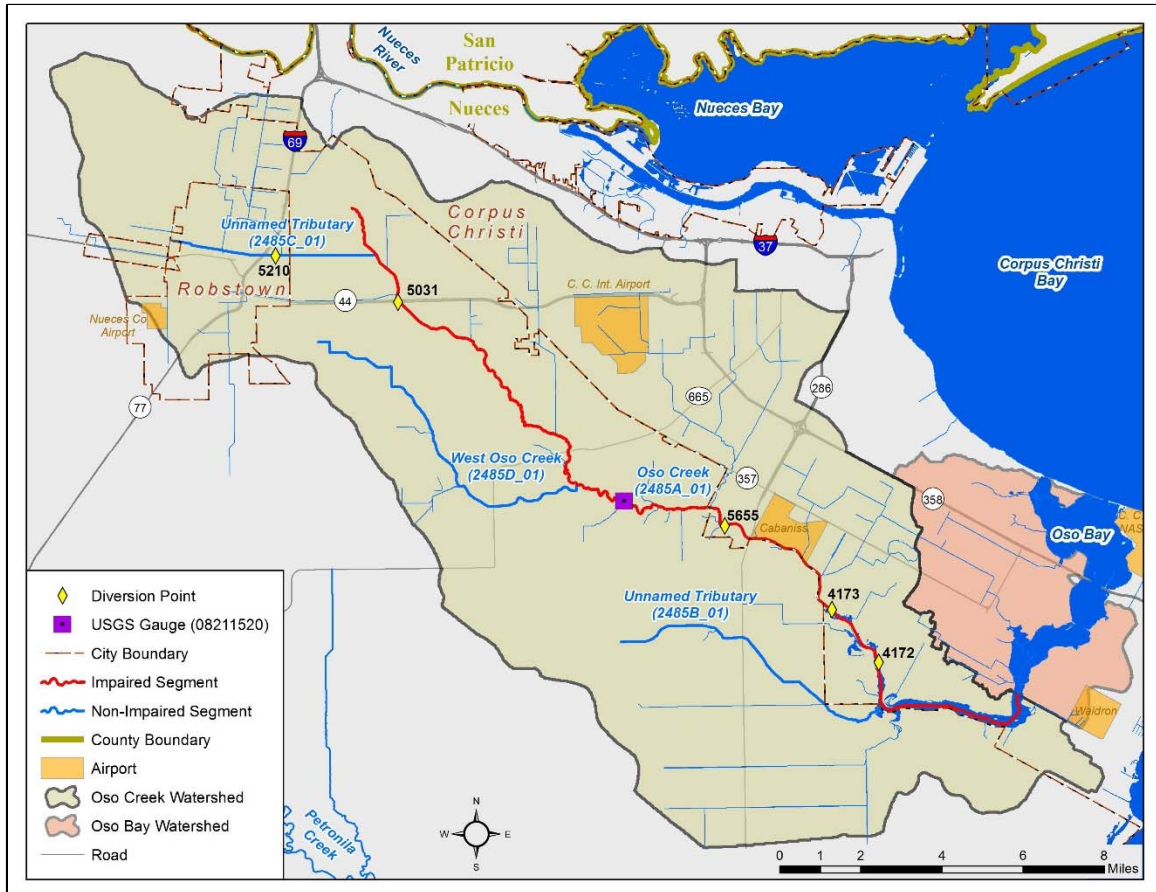 Nueces
River
San
Patricio
Nueces
Nueces Bay
69
Corpus
Christi
37
Corpus Christi
Bay
Unnamed Tributary
(2485C_01)
5210
Robstown
5031
44
C. C. Int. Airport
Nueces Co
Airport
77
665
286
West Oso Creek
(2485D_01)
Oso Creek
(2485A_01)
357
358
5655
Cabaniss
C. C.
NAS
Oso Bay
Unnamed Tributary
(2485B_01)
4173
4172
Waldron
Diversion Point
USGS Gauge (08211520)
City Boundary
Impaired Segment
Non-Impaired Segment
County Boundary
Airport
Oso Creek Watershed
Oso Bay Watershed
Road
Petronila
Creek
N
W E
S
0 1 2 4 6 8
Miles